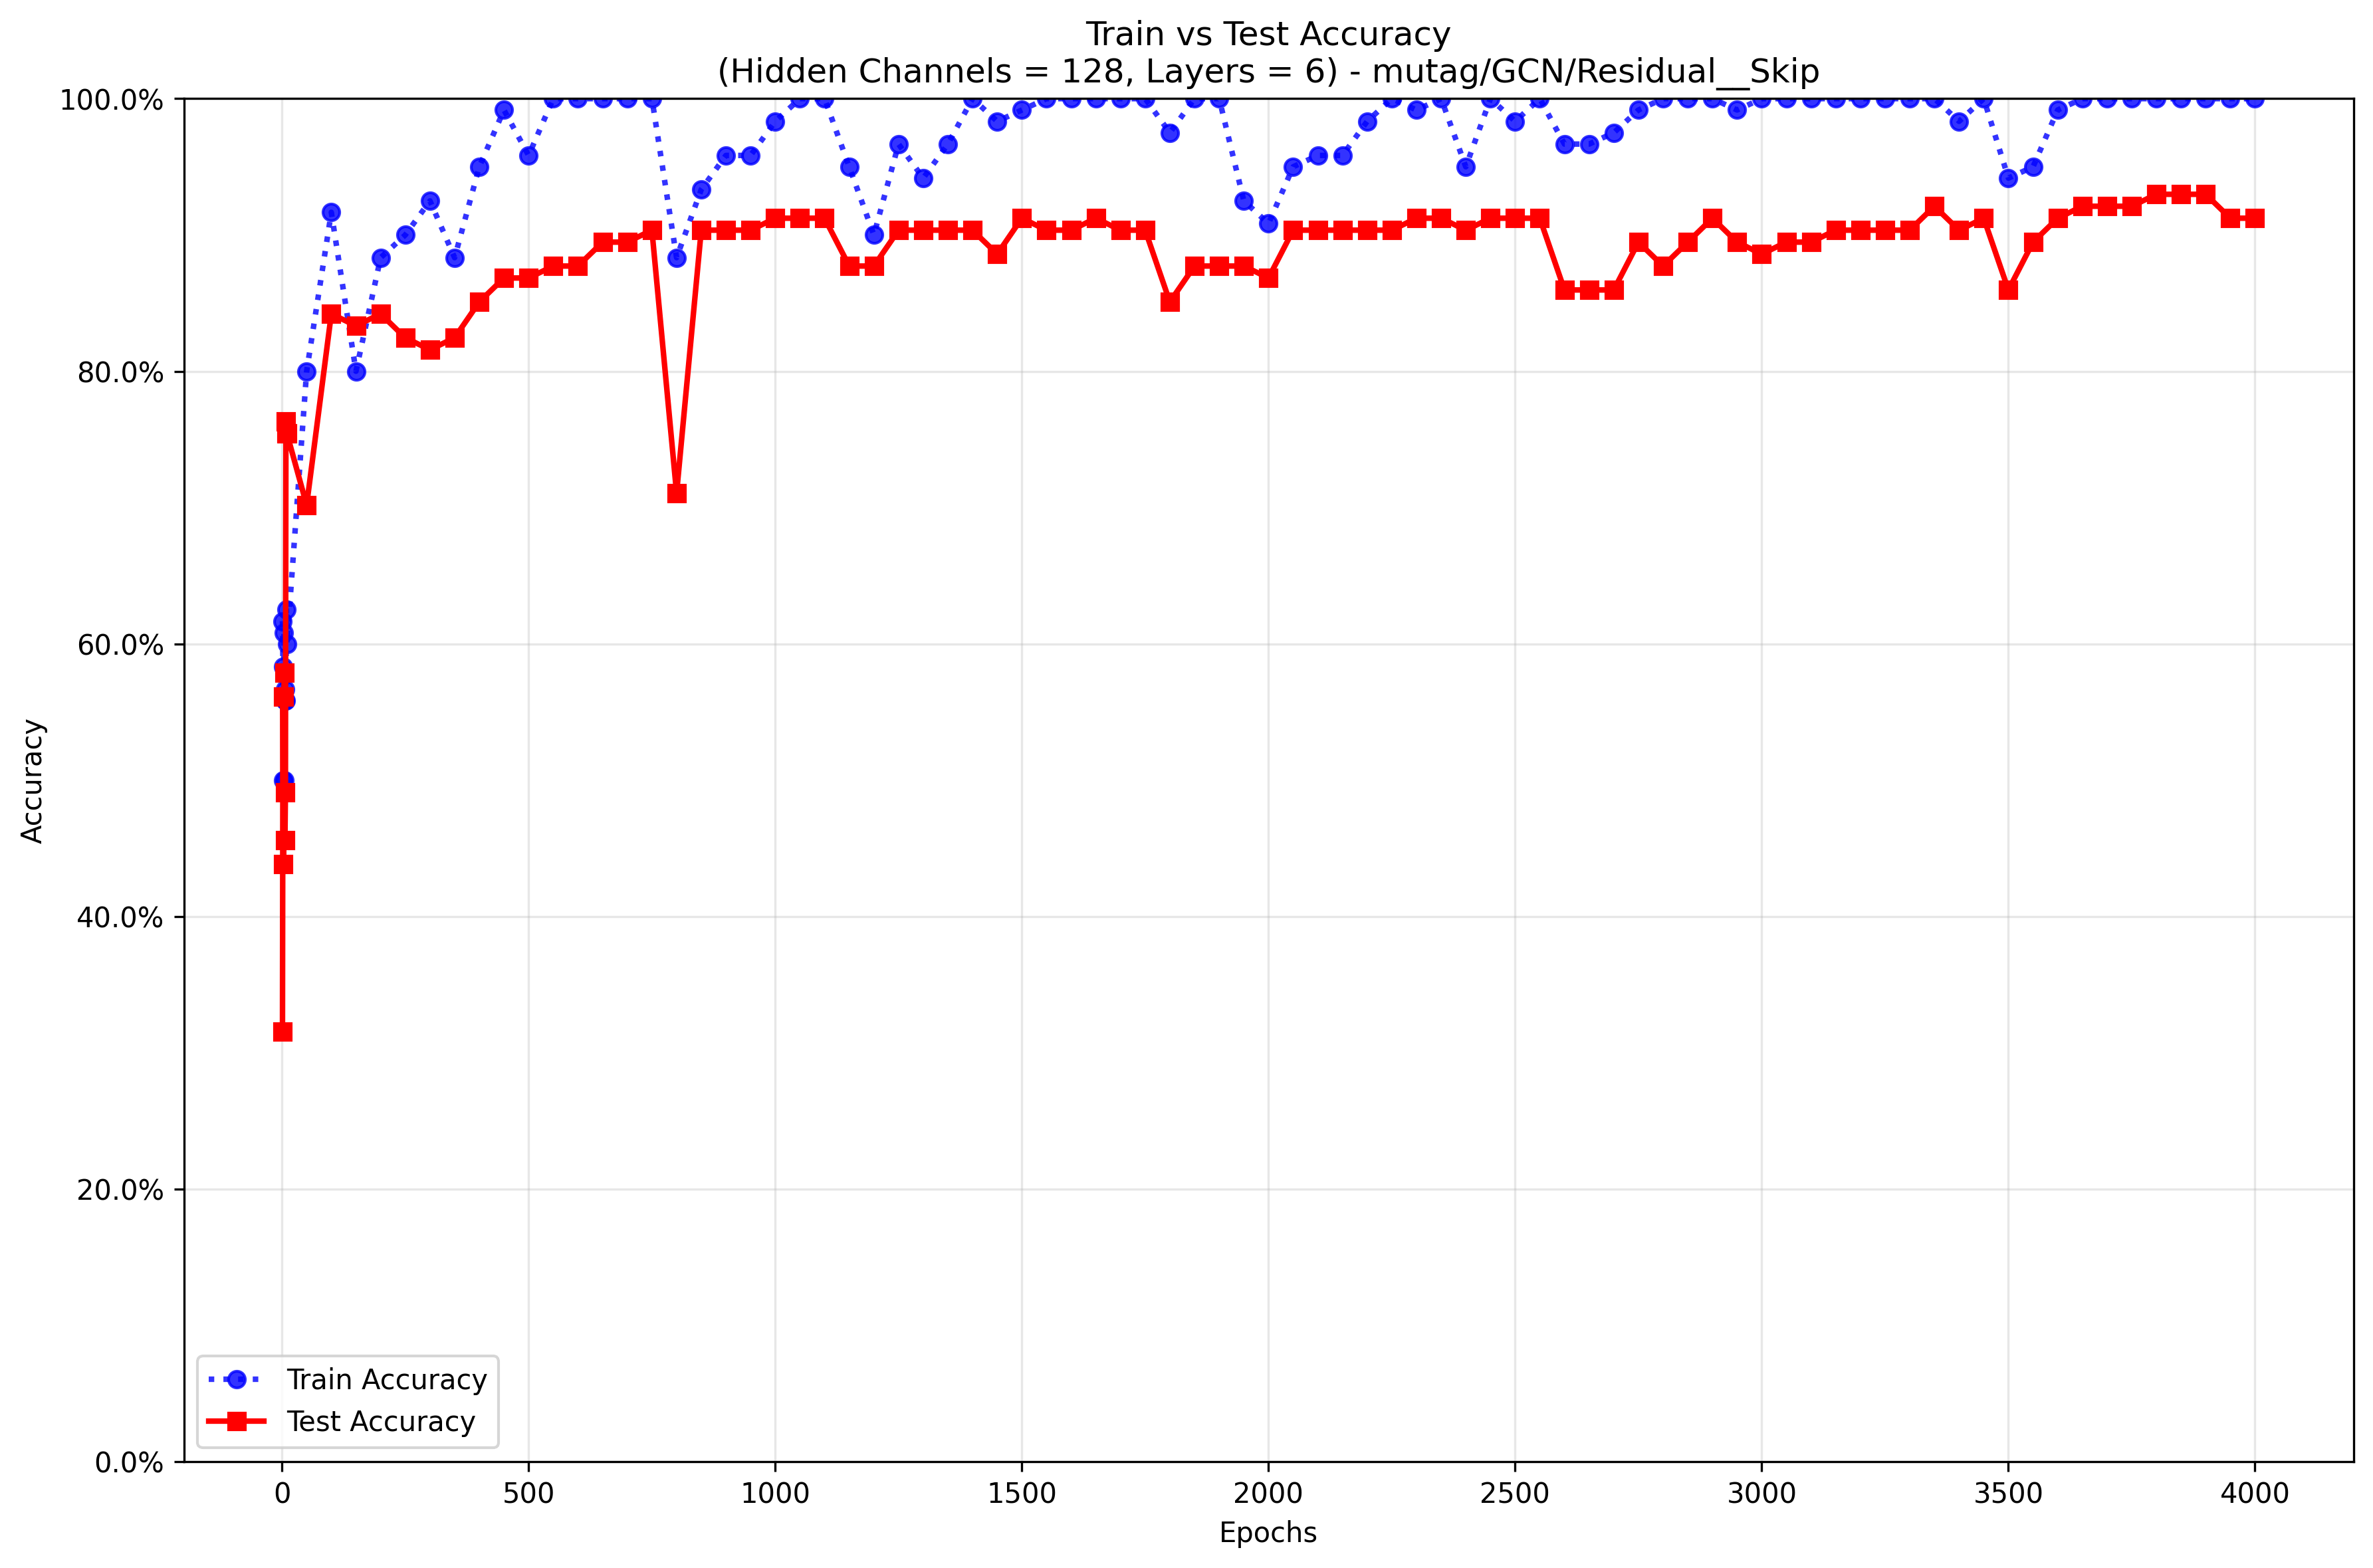 Train vs Test Accuracy
(Hidden Channels = 128, Layers = 6) - mutag/GCN/Residual__Skip
100.0%
80.0%
60.0%
40.0%
20.0%
0.0%
Accuracy
Train Accuracy
Test Accuracy
0 500 1000 1500 2000 2500 3000 3500 4000
Epochs